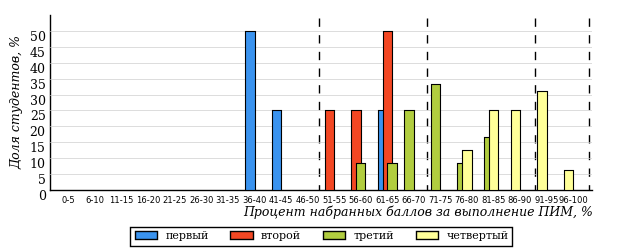 Доля студентов, %
50
45
40
35
30
25
20
15
10
5
0
0-5 6-10 11-15 16-20 21-25 26-30 31-35 36-40 41-45 46-50 51-55 56-60 61-65 66-70 71-75 76-80 81-85 86-90 91-95 96-100
Процент набранных баллов за выполнение ПИМ, %
первый второй третий четвертый